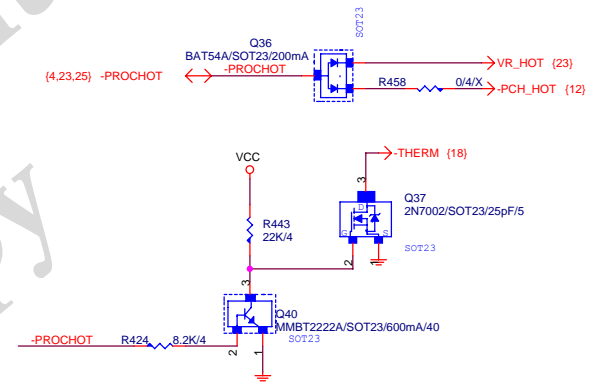 SOT23
Q36
BAT54A/SOT23/200mA
{4,23,25} -PROCHOT
-PROCHOT
VR_HOT {23}
R458
0/4/X
-PCH_HOT {12}
VCC
-THERM {18}
3
Q37
2N7002/SOT23/25pF/5
D
G
S
R443
22K/4
SOT23
2
1
3
Q40
MMBT2222A/SOT23/600mA/40
SOT23
-PROCHOT
R424
8.2K/4
2
1
py